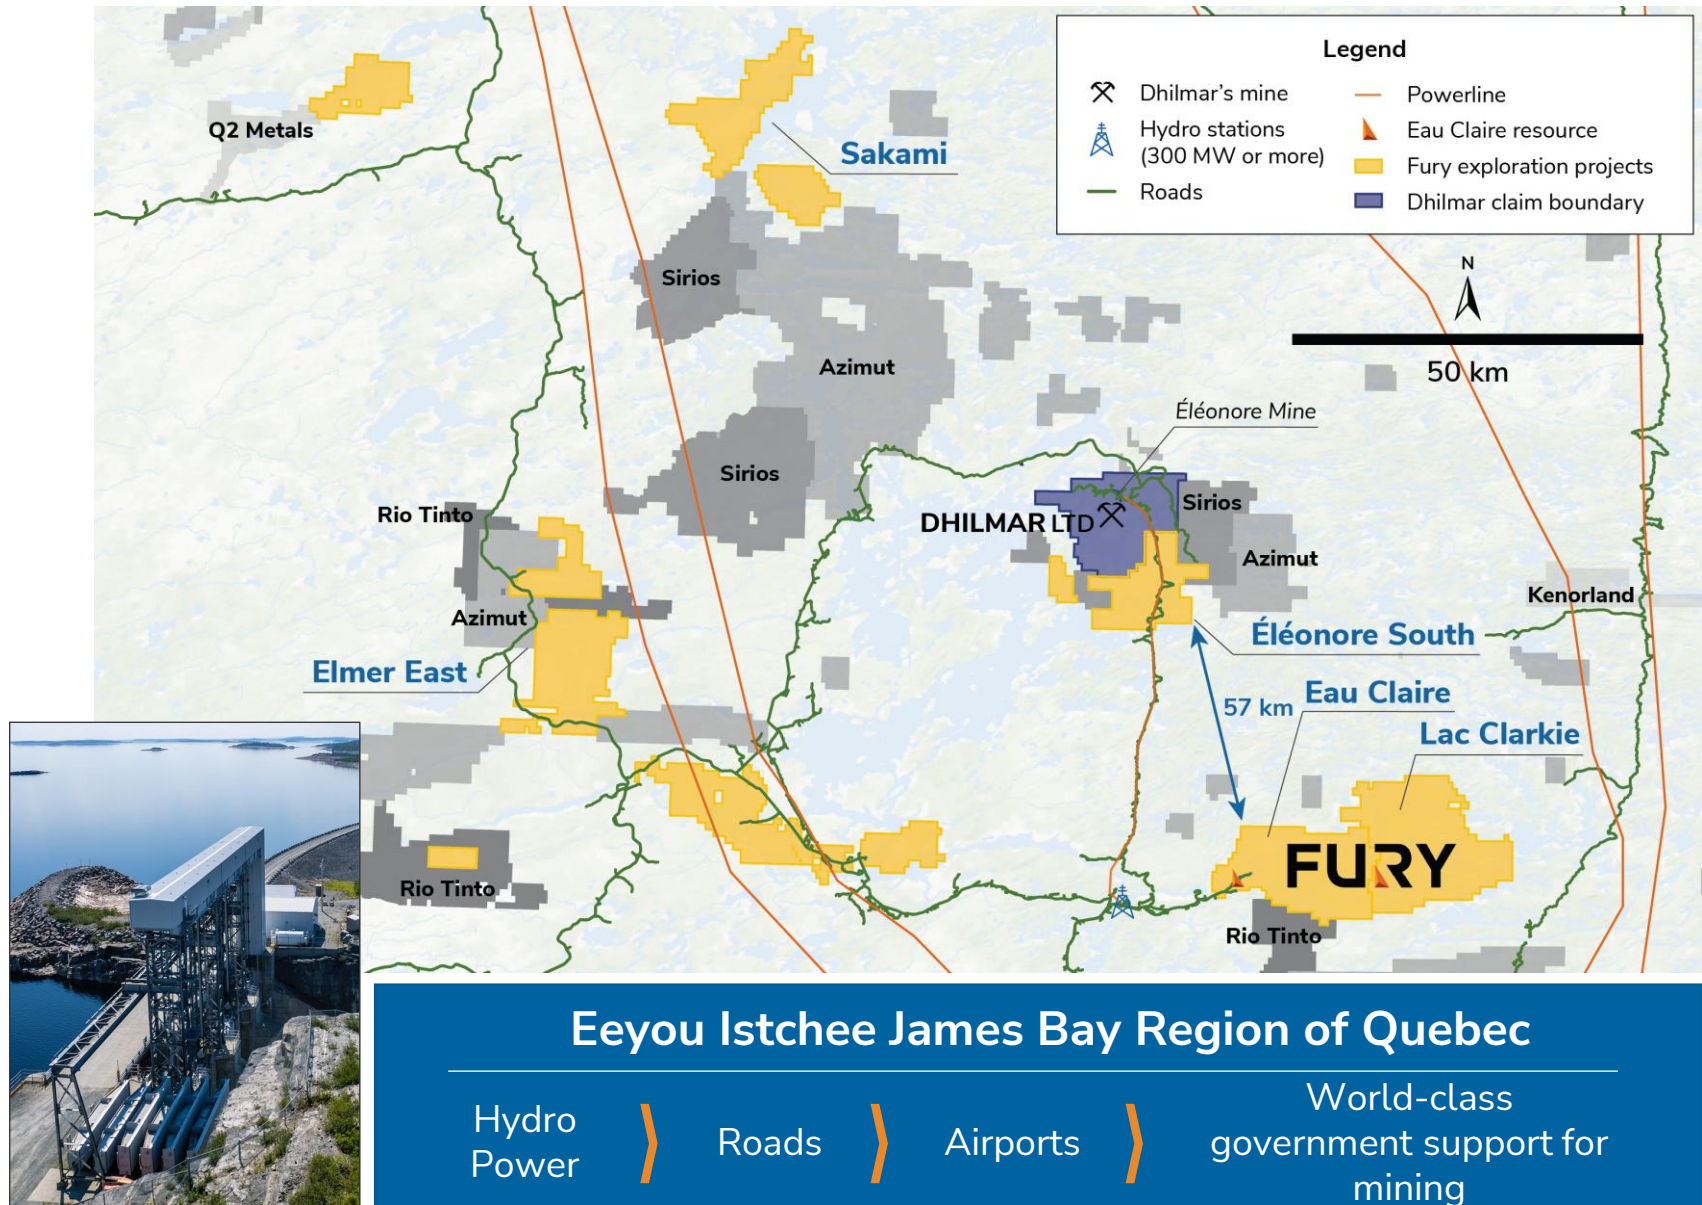 Legend
Dhilmar's mine
Hydro stations
(300 MW or more)
Roads
Powerline
Eau Claire resource
Fury exploration projects
Dhilmar claim boundary
N
50 km
Q2 Metals
Sakami
Sirios
Azimut
Éléonore Mine
Sirios
Rio Tinto
DHILMAR LTD
Sirios
Azimut
Azimut
Kenorland
Éléonore South
Elmer East
57 km
Eau Claire
Lac Clarkie
FURY
Rio Tinto
Rio Tinto
Eeyou Istchee James Bay Region of Quebec
Hydro
Power
Roads
Airports
World-class
government support for
mining